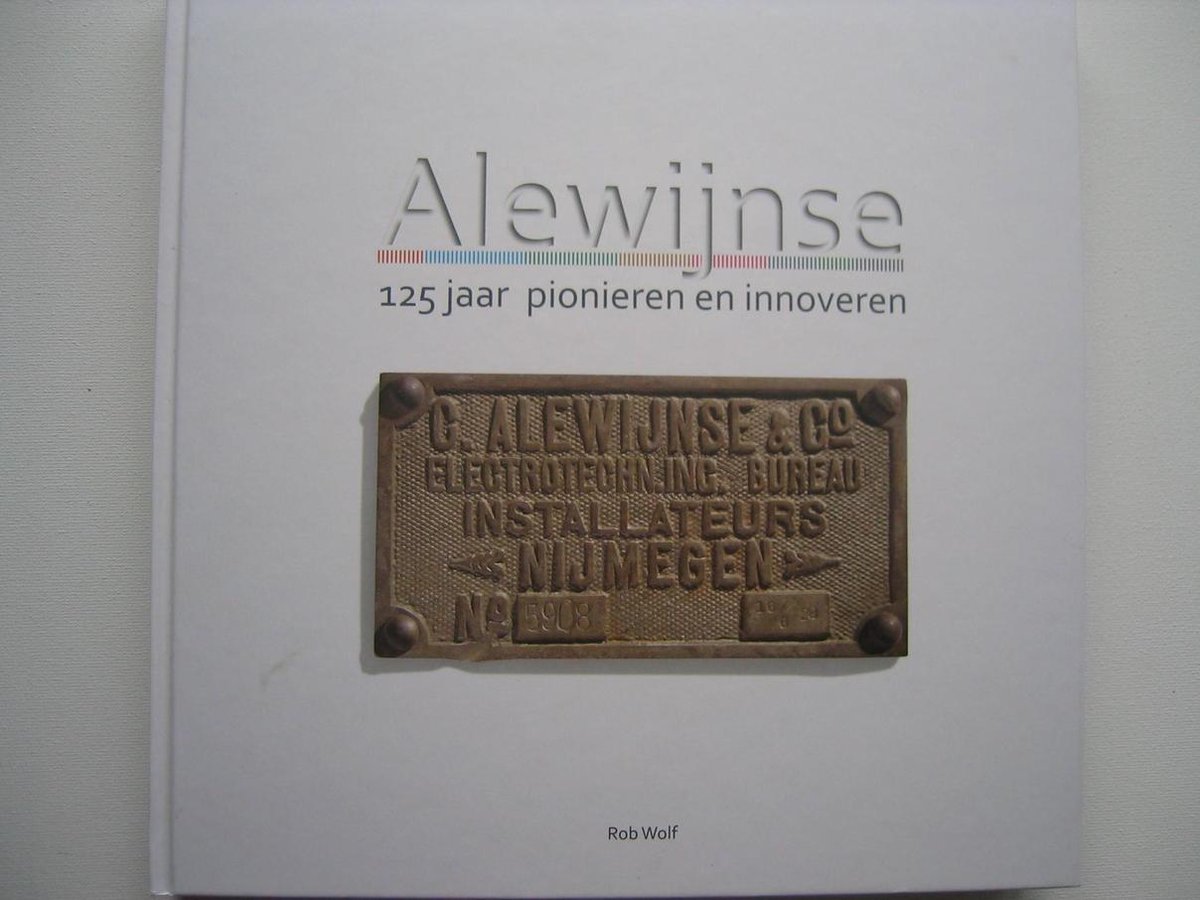 Alewijnse
125 jaar pionieren en innoveren
C. ALEWIJNSE & Co
ELECTROTECHN. ING. BUREAU
INSTALLATEURS
NIJMEGEN
No 5908
Rob Wolf